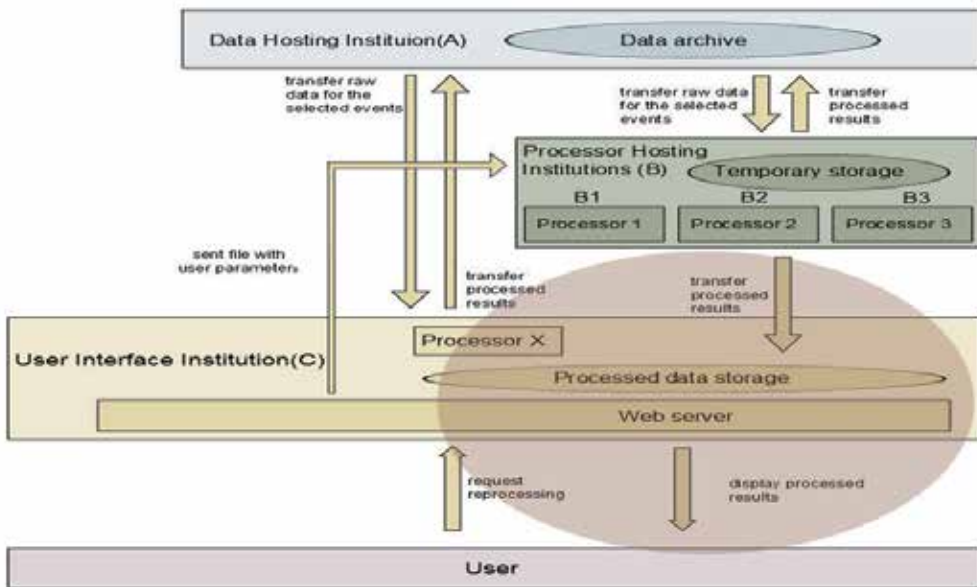 Data Hosting Instituion(A)
Data archive
transfer raw
data for the
selected events
transfer raw data
for the selected
events
transfer
processed
results
Processor Hosting
Institutions (B)
Temporary storage
B1
B2
B3
Processor 1
Processor 2
Processor 3
sent file with
user parameters
transfer
processed
results
transfer
processed
results
Processor X
User Interface Institution(C)
Processed data storage
Web server
request
reprocessing
display processed
results
User